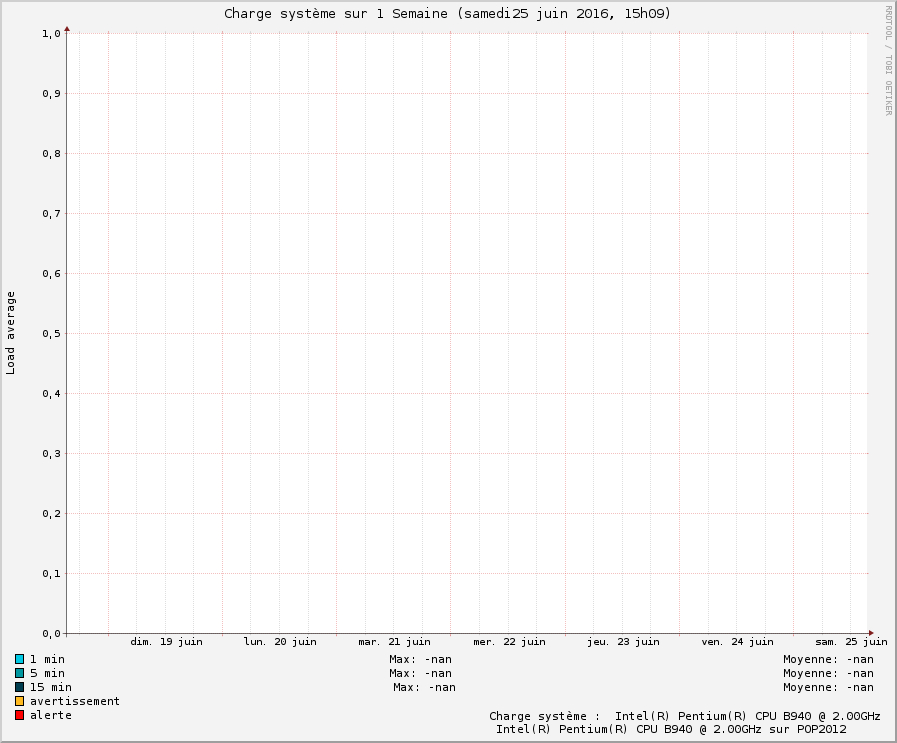 Charge système sur 1 Semaine (samedi25 juin 2016, 15h09)
RRDTOOL / TOBI OETIKER
1,0
0,9
0,8
0,7
0,6
0,5
0,4
0,3
0,2
0,1
0,0
Load average
dim. 19 juin lun. 20 juin mar. 21 juin mer. 22 juin jeu. 23 juin ven. 24 juin sam. 25 juin
1 min Max: -nan Moyenne: -nan
5 min Max: -nan Moyenne: -nan
15 min Max: -nan Moyenne: -nan
avertissement
alerte
Charge système : Intel(R) Pentium(R) CPU B940 @ 2.00GHz
Intel(R) Pentium(R) CPU B940 @ 2.00GHz sur POP2012